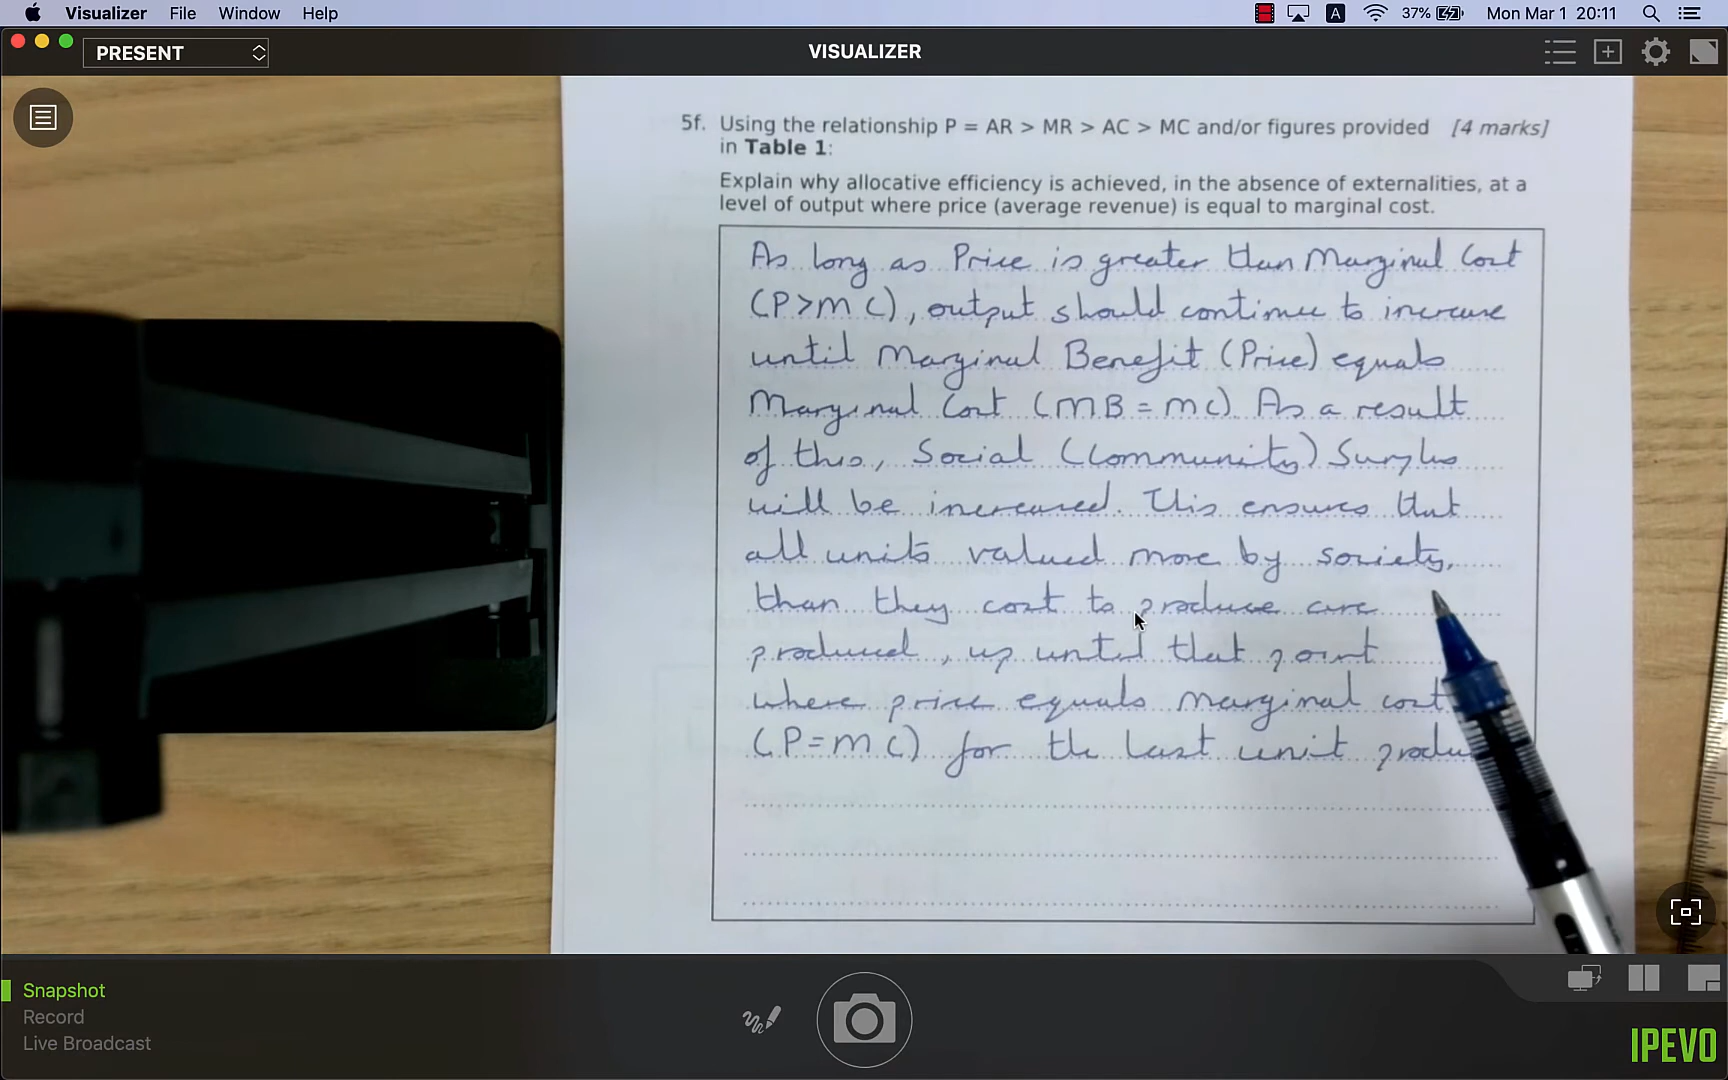 Visualizer File Window Help A 37% Mon Mar 1 20:11
PRESENT VISUALIZER
5f. Using the relationship P = AR > MR > AC > MC and/or figures provided [4 marks]
in Table 1:
Explain why allocative efficiency is achieved, in the absence of externalities, at a
level of output where price (average revenue) is equal to marginal cost.
As long as Price is greater than Marginal Cost
(P>MC), output should continue to increase
until Marginal Benefit (Price) equals
Marginal Cost (MB = MC). As a result
of this, Social (Community) Surplus
will be increased. This ensures that
all units valued more by society,
than they cost to produce are
produced, up until that point
where price equals marginal cost
(P=MC) for the last unit produ
Snapshot
Record
Live Broadcast
IPEVO